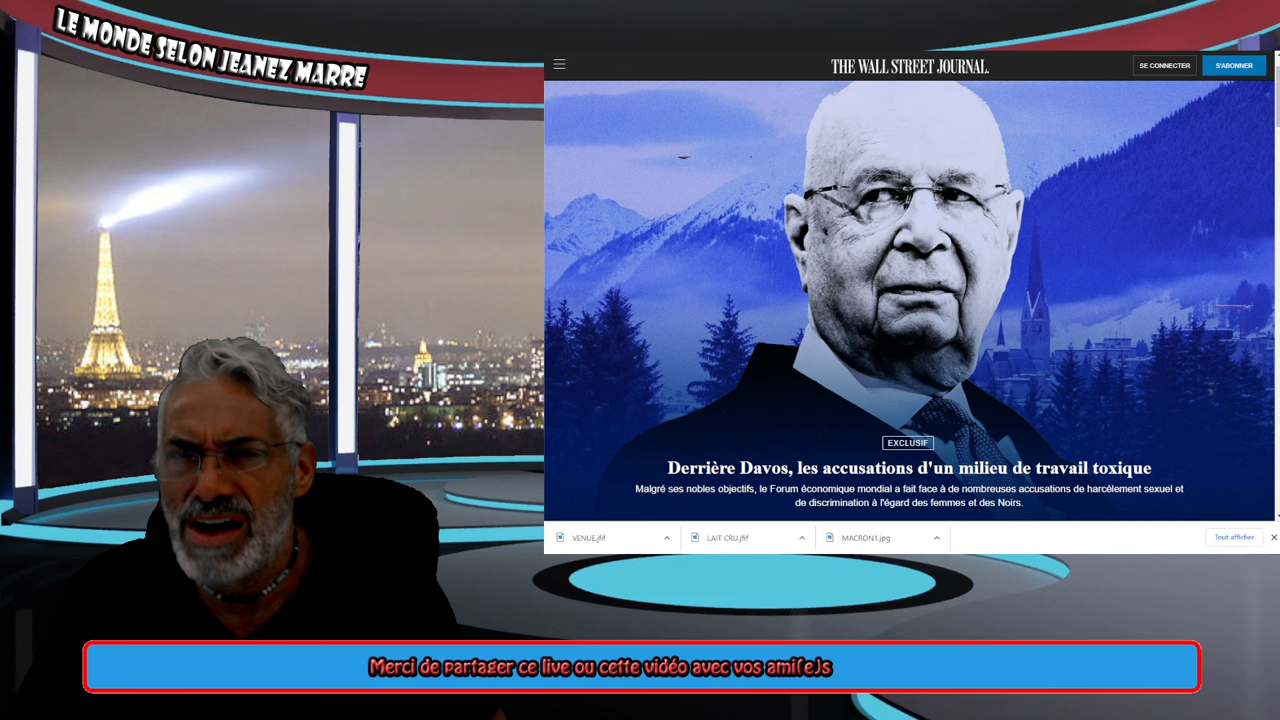 LE MONDE SELON JEANEZ MARRE
THE WALL STREET JOURNAL.
SE CONNECTER
S'ABONNER
EXCLUSIF
Derrière Davos, les accusations d'un milieu de travail toxique
Malgré ses nobles objectifs, le Forum économique mondial a fait face à de nombreuses accusations de harcèlement sexuel et
de discrimination à l'égard des femmes et des Noirs.
VENUE.jfif
LAIT CRU.jfif
MACRON1.jpg
Tout afficher
Merci de partager ce live ou cette vidéo avec vos ami(e)s